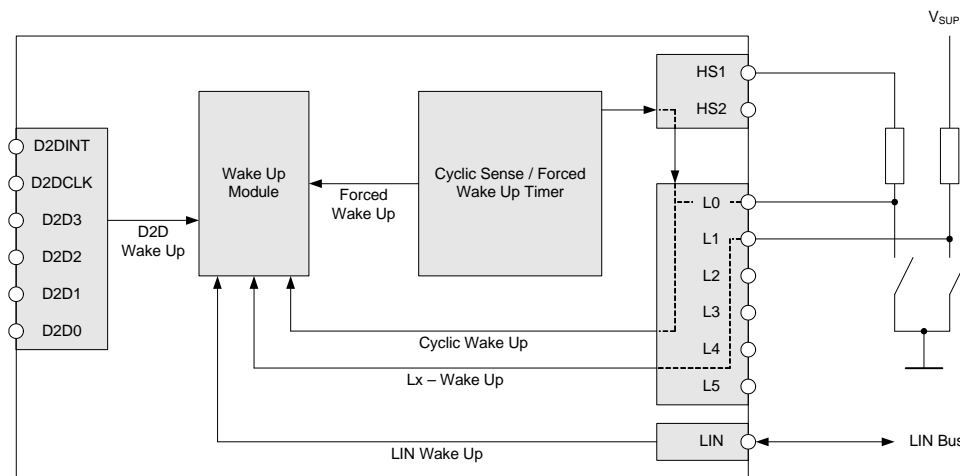 VSUP
HS1
HS2
D2DINT
D2DCLK
D2D3
D2D2
D2D1
D2D0
D2D
Wake Up
Wake Up
Module
Forced
Wake Up
Cyclic Sense / Forced
Wake Up Timer
L0
L1
L2
L3
L4
L5
Cyclic Wake Up
Lx – Wake Up
LIN Wake Up
LIN
LIN Bus